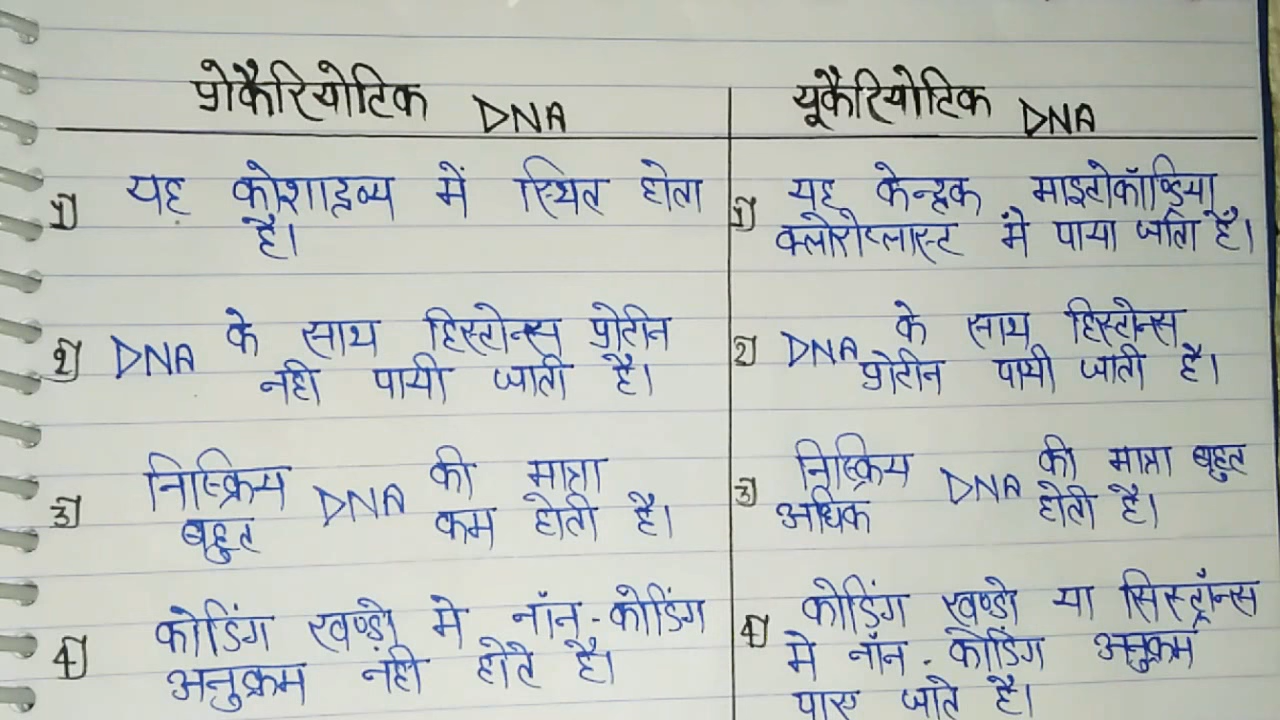 प्रोकैरियोटिक DNA
यूकैरियोटिक DNA
1) यह कोशाद्रव्य में स्थित होता
है।
1) यह केन्द्रक माइटोकॉण्ड्रिया
क्लोरोप्लास्ट में पाया जाता है।
2) DNA के साथ हिस्टोन्स प्रोटीन
नही पायी जाती है।
2) DNA के साथ हिस्टोन्स
प्रोटीन पायी जाती है।
3) निष्क्रिय DNA की मात्रा
बहुत कम होती है।
3) निष्क्रिय DNA की मात्रा बहुत
अधिक होती है।
4) कोडिंग खण्डो मे नॉन-कोडिंग
अनुक्रम नही होते है।
4) कोडिंग खण्डो या सिस्ट्रॉन्स
मे नॉन-कोडिंग अनुक्रम
पाए जाते है।